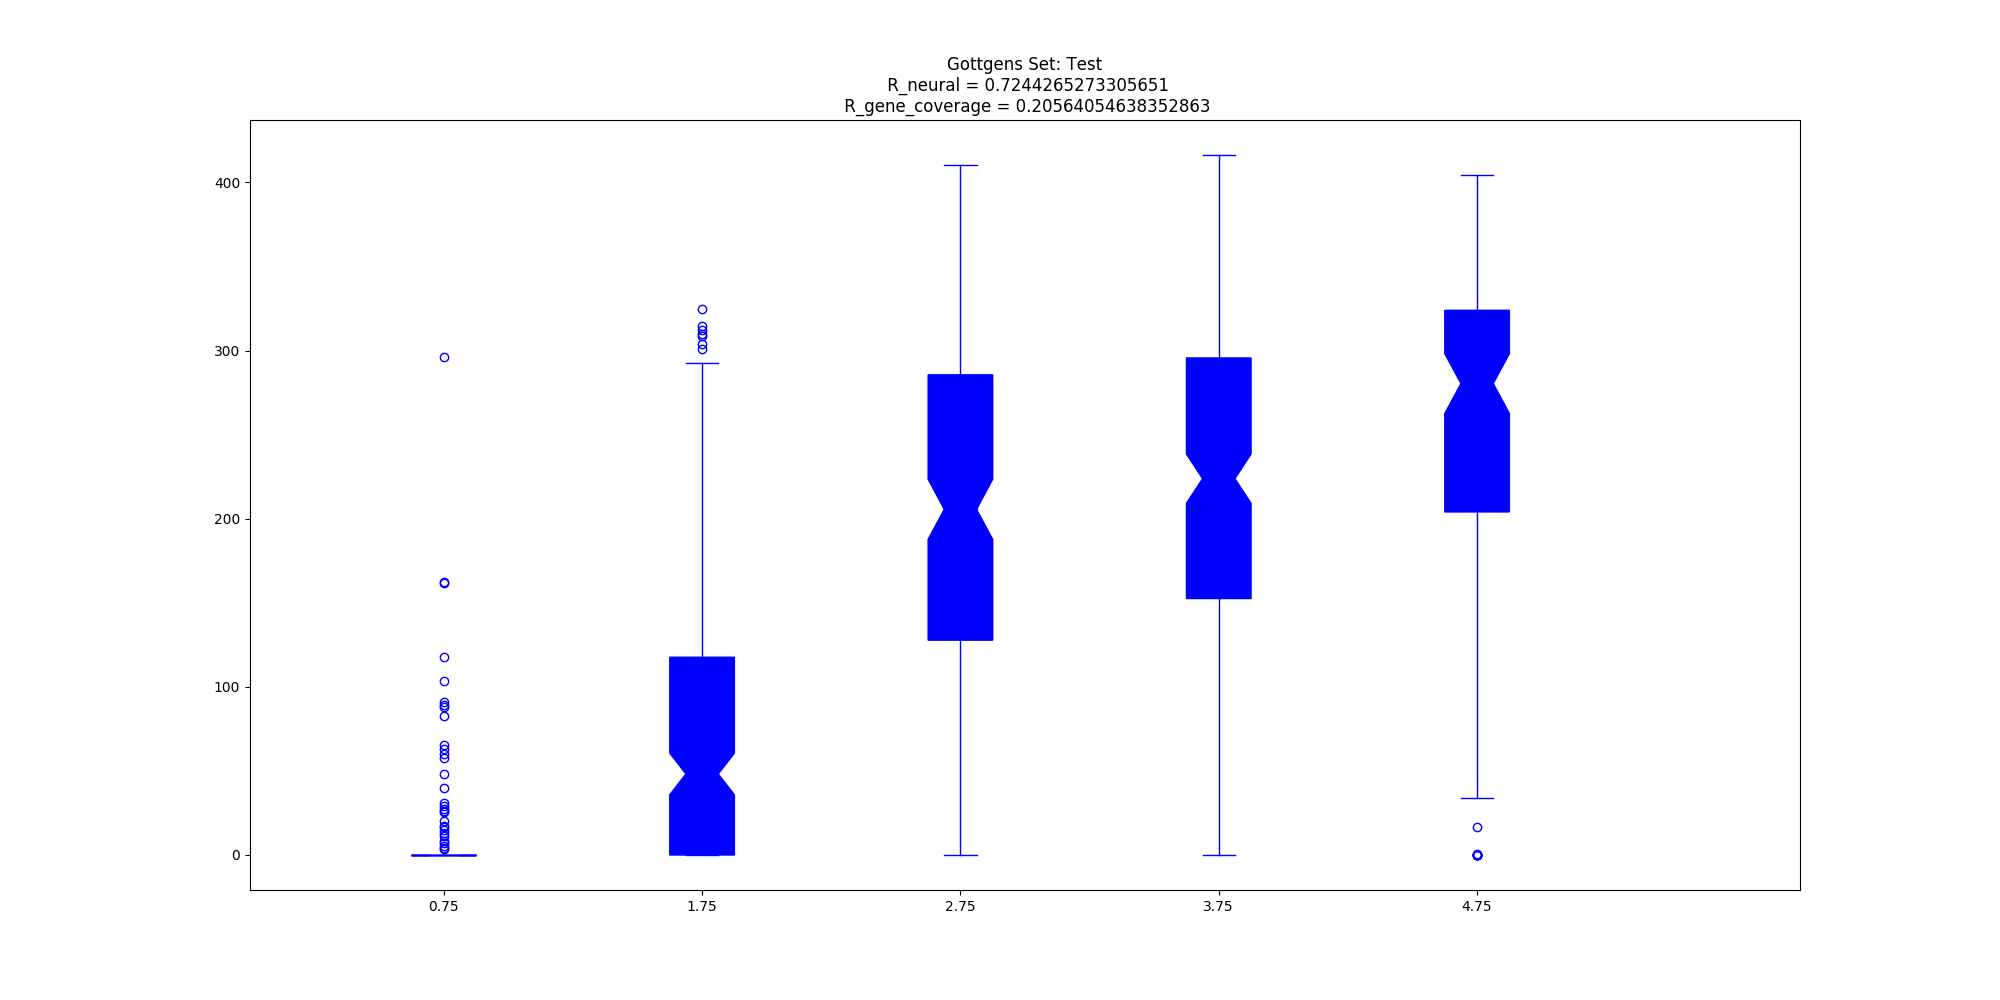 Gottgens Set: Test
R_neural = 0.7244265273305651
R_gene_coverage = 0.20564054638352863
400
300
200
100
0
0.75 1.75 2.75 3.75 4.75